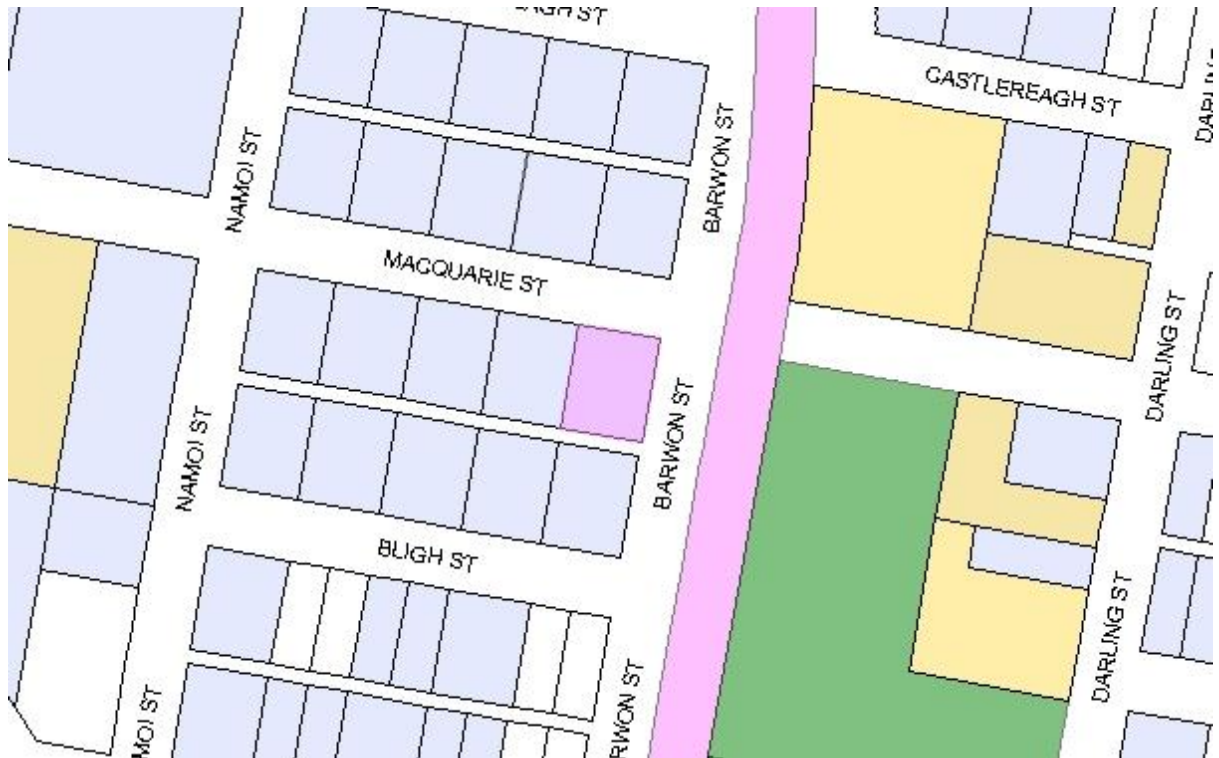 CASTLEREAGH ST
NAMOI ST
BARWON ST
MACQUARIE ST
DARLING ST
NAMOI ST
BARWON ST
BLIGH ST
DARLING ST